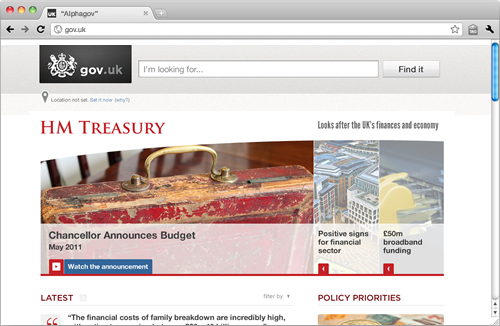 UK "Alphagov"
gov.uk
gov.uk
I'm looking for...
Find it
Location not set. Set it now (why?)
HM TREASURY
Looks after the UK's finances and economy
Chancellor Announces Budget
May 2011
Watch the announcement
Positive signs
for financial
sector
£50m
broadband
funding
LATEST
filter by
POLICY PRIORITIES
"The financial costs of family breakdown are incredibly high,